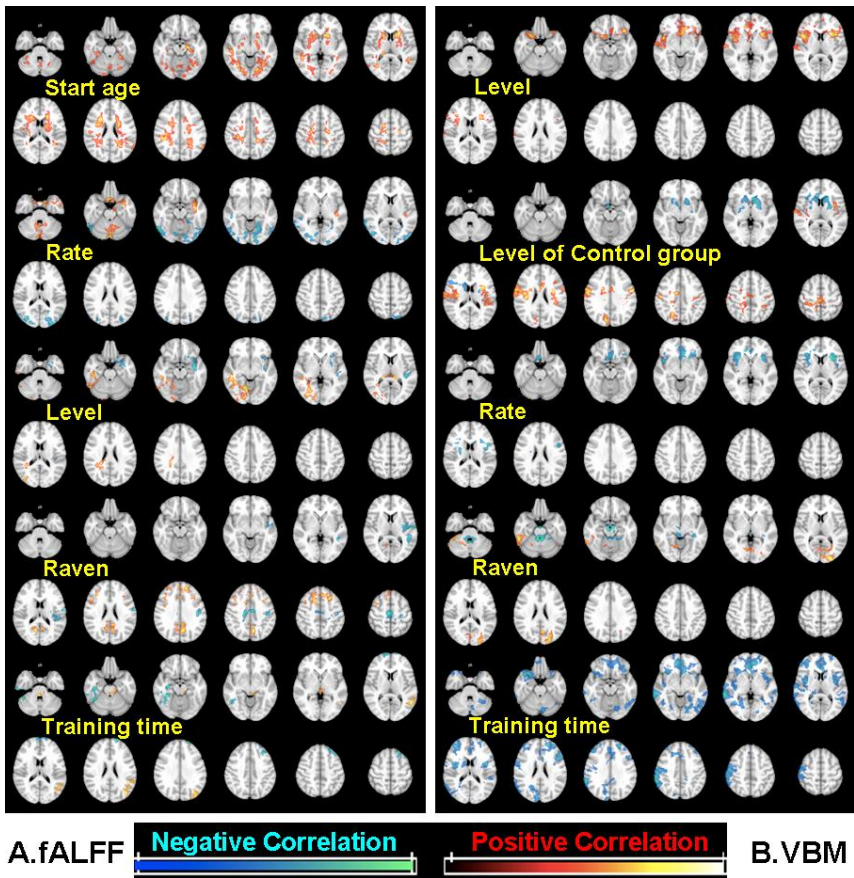 Start age
Rate
Level
Raven
Training time
Level
Level of Control group
Rate
Raven
Training time
A.fALFF
Negative Correlation
Positive Correlation
B.VBM